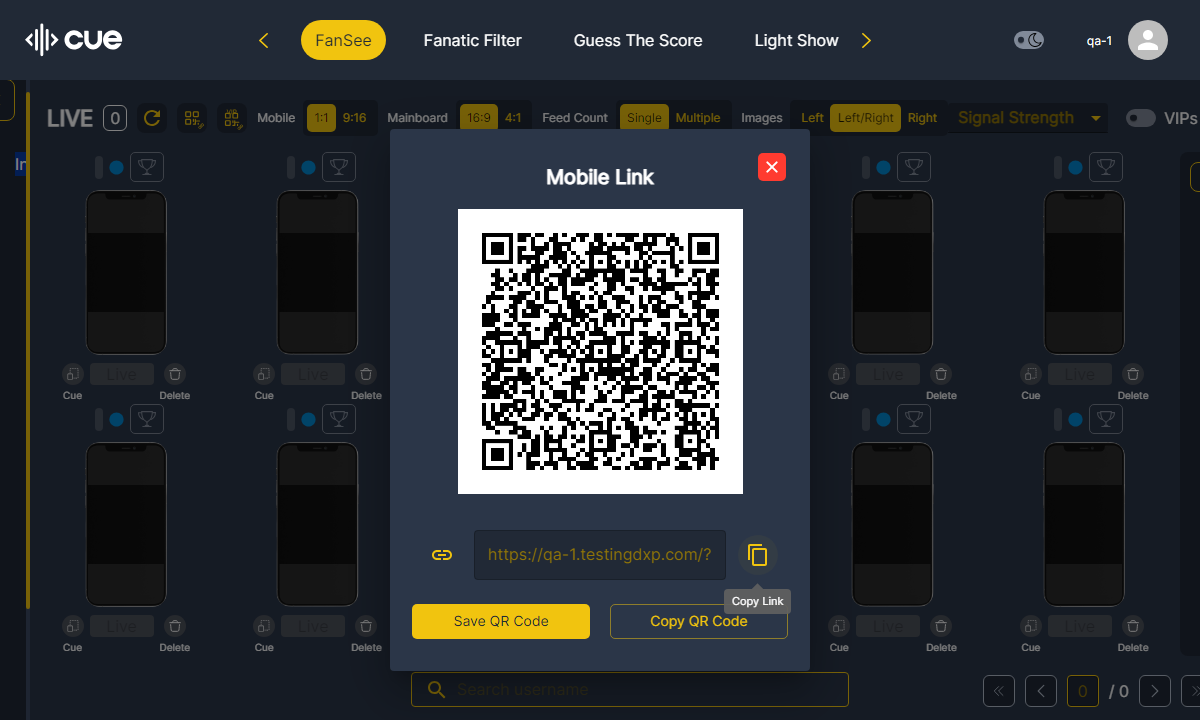 cue
FanSee
Fanatic Filter
Guess The Score
Light Show
qa-1
LIVE 0
Mobile 1:1 9:16
Mainboard 16:9 4:1
Feed Count Single Multiple
Images Left Left/Right Right
Signal Strength
VIPs
In
Mobile Link
Live Live Live Live
Cue Delete Cue Delete Cue Delete Cue Delete
https://qa-1.testingdxp.com/?
Copy Link
Save QR Code
Copy QR Code
Live Live Live Live
Cue Delete Cue Delete Cue Delete Cue Delete
Search username
0 / 0